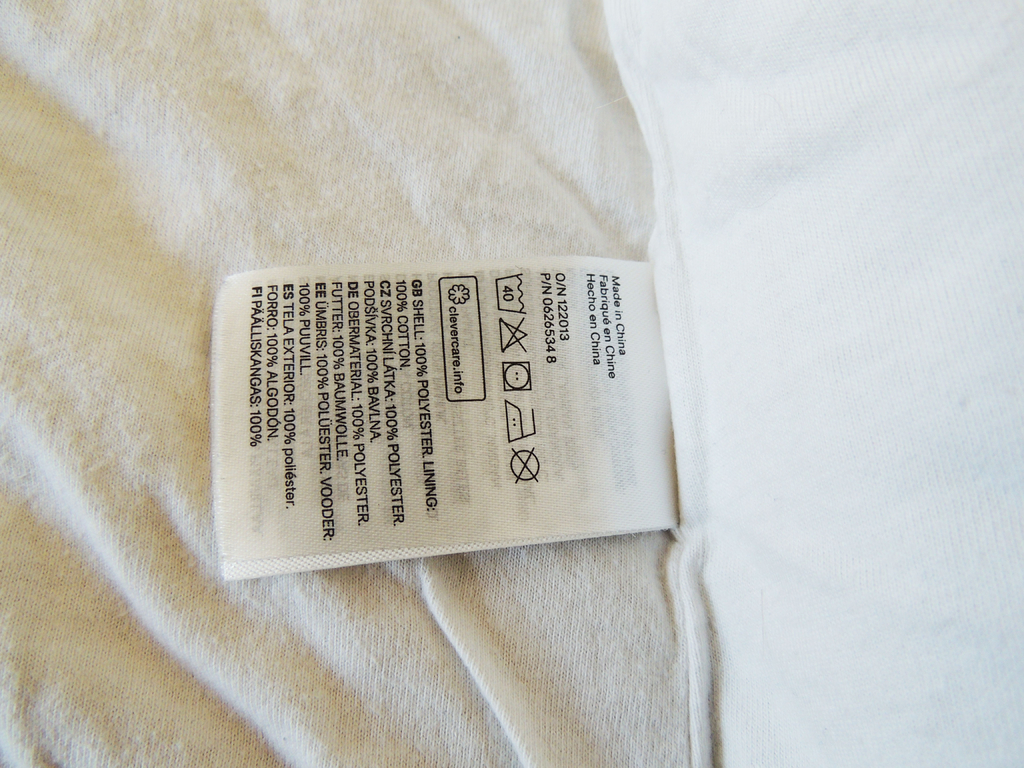 Made in China
Fabriqué en Chine
Hecho en China
O/N 122013
P/N 0626534 8
40
clevercare.info
GB SHELL: 100% POLYESTER. LINING:
100% COTTON.
CZ SVRCHNÍ LÁTKA: 100% POLYESTER.
PODŠÍVKA: 100% BAVLNA.
DE OBERMATERIAL: 100% POLYESTER.
FUTTER: 100% BAUMWOLLE.
EE ÜMBRIS: 100% POLÜESTER. VOODER:
100% PUUVILL.
ES TELA EXTERIOR: 100% poliéster.
FORRO: 100% ALGODÓN.
FI PÄÄLLISKANGAS: 100%